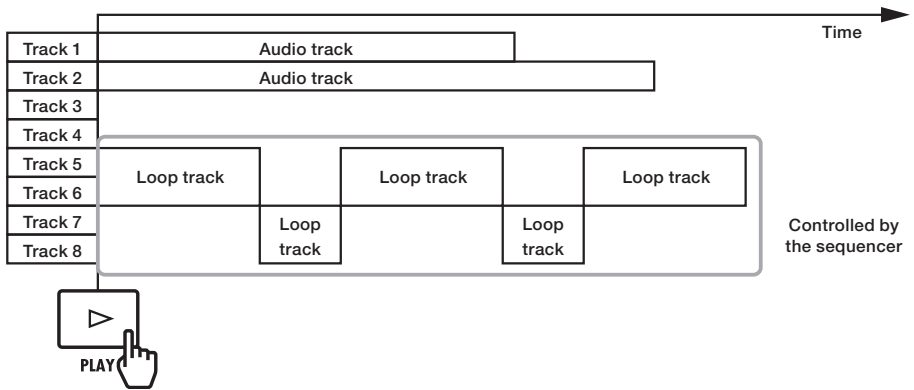 Time
Track 1 Audio track
Track 2 Audio track
Track 3
Track 4
Track 5
Loop track Loop track Loop track
Track 6
Track 7
Loop Loop
track track
Track 8
Controlled by
the sequencer
PLAY